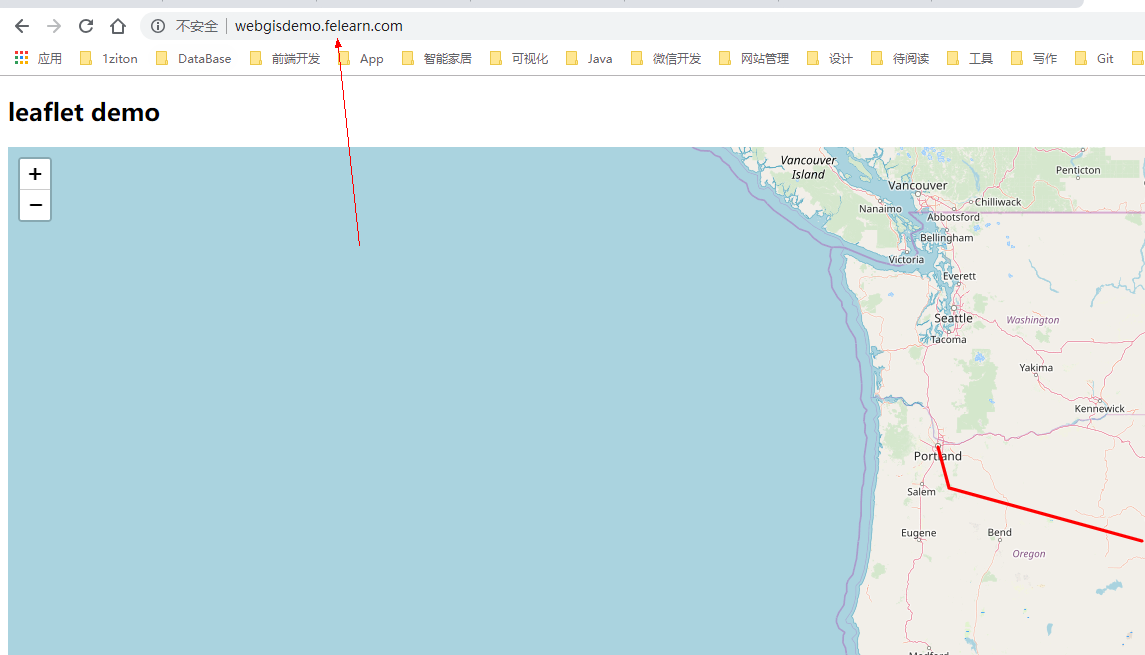 不安全 webgisdemo.felearn.com
应用 1ziton DataBase 前端开发 App 智能家居 可视化 Java 微信开发 网站管理 设计 待阅读 工具 写作 Git
leaflet demo
+
−
Vancouver
Island
Vancouver
Penticton
Nanaimo
Chilliwack
Abbotsford
Bellingham
Victoria
Everett
Seattle
Washington
Tacoma
Yakima
Kennewick
Portland
Salem
Eugene
Bend
Oregon